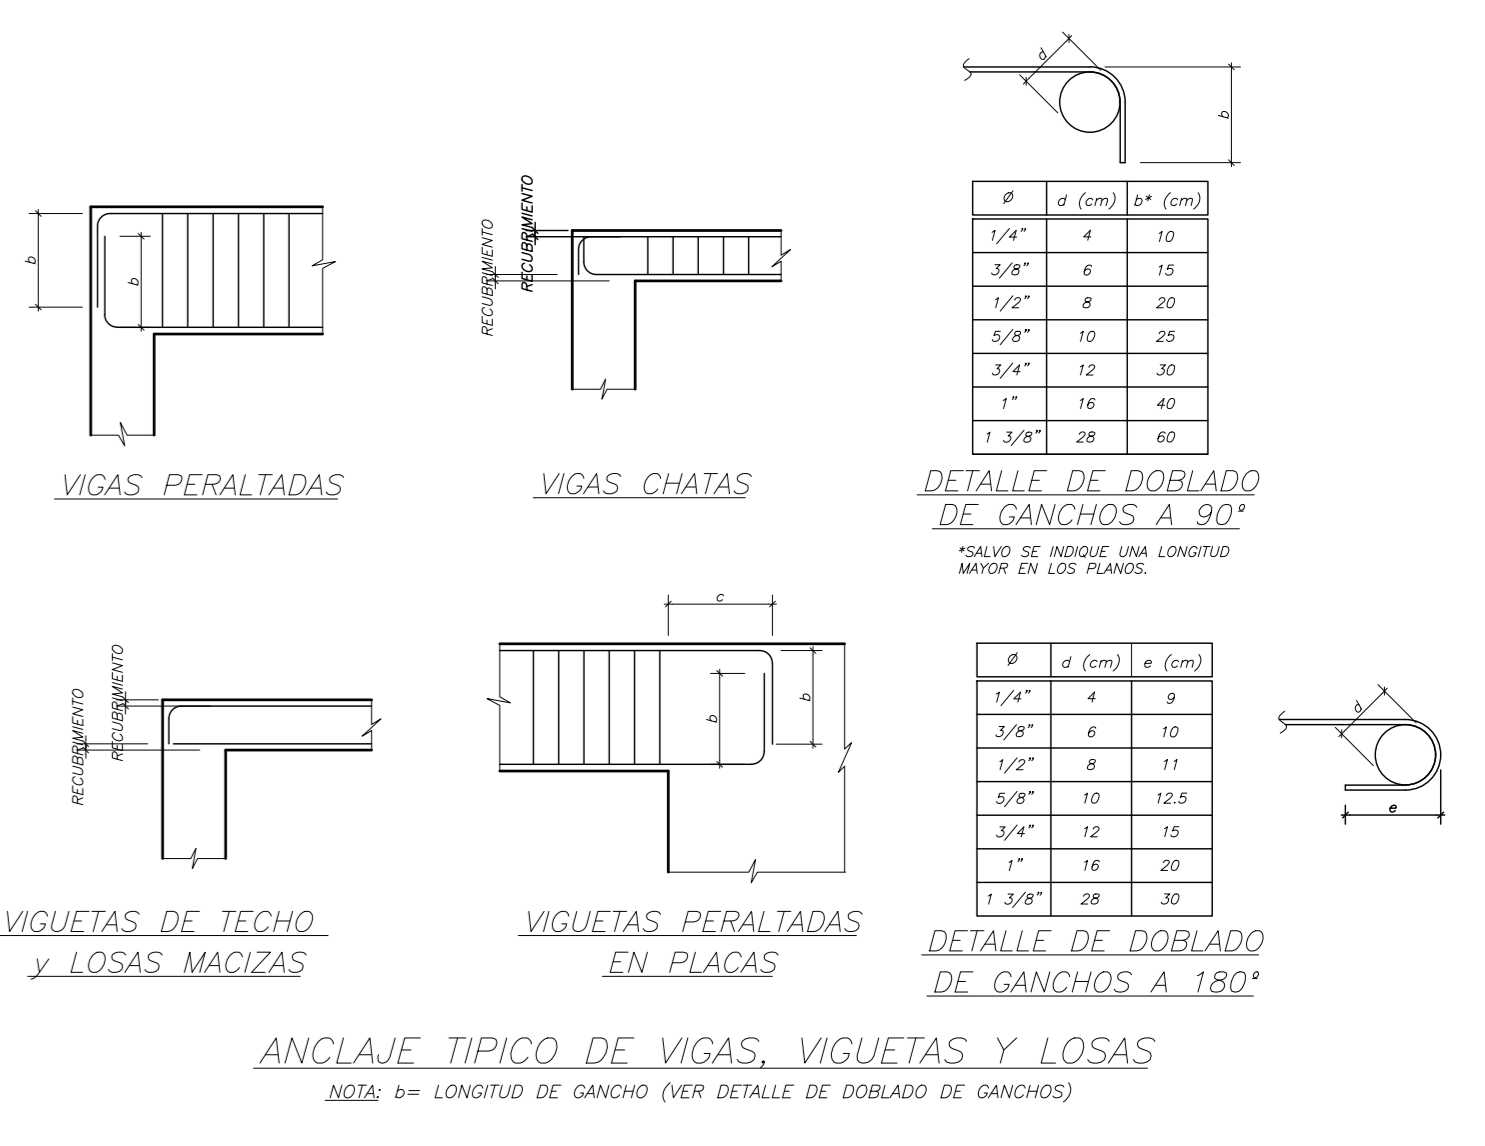 d
b
Ø d (cm) b* (cm)
1/4" 4 10
3/8" 6 15
1/2" 8 20
5/8" 10 25
3/4" 12 30
1" 16 40
1 3/8" 28 60
DETALLE DE DOBLADO
DE GANCHOS A 90º
*SALVO SE INDIQUE UNA LONGITUD
MAYOR EN LOS PLANOS.
b
b
VIGAS PERALTADAS
RECUBRIMIENTO
RECUBRIMIENTO
VIGAS CHATAS
RECUBRIMIENTO
RECUBRIMIENTO
VIGUETAS DE TECHO
y LOSAS MACIZAS
c
b
b
VIGUETAS PERALTADAS
EN PLACAS
Ø d (cm) e (cm)
1/4" 4 9
3/8" 6 10
1/2" 8 11
5/8" 10 12.5
3/4" 12 15
1" 16 20
1 3/8" 28 30
d
e
DETALLE DE DOBLADO
DE GANCHOS A 180º
ANCLAJE TIPICO DE VIGAS, VIGUETAS Y LOSAS
NOTA: b= LONGITUD DE GANCHO (VER DETALLE DE DOBLADO DE GANCHOS)